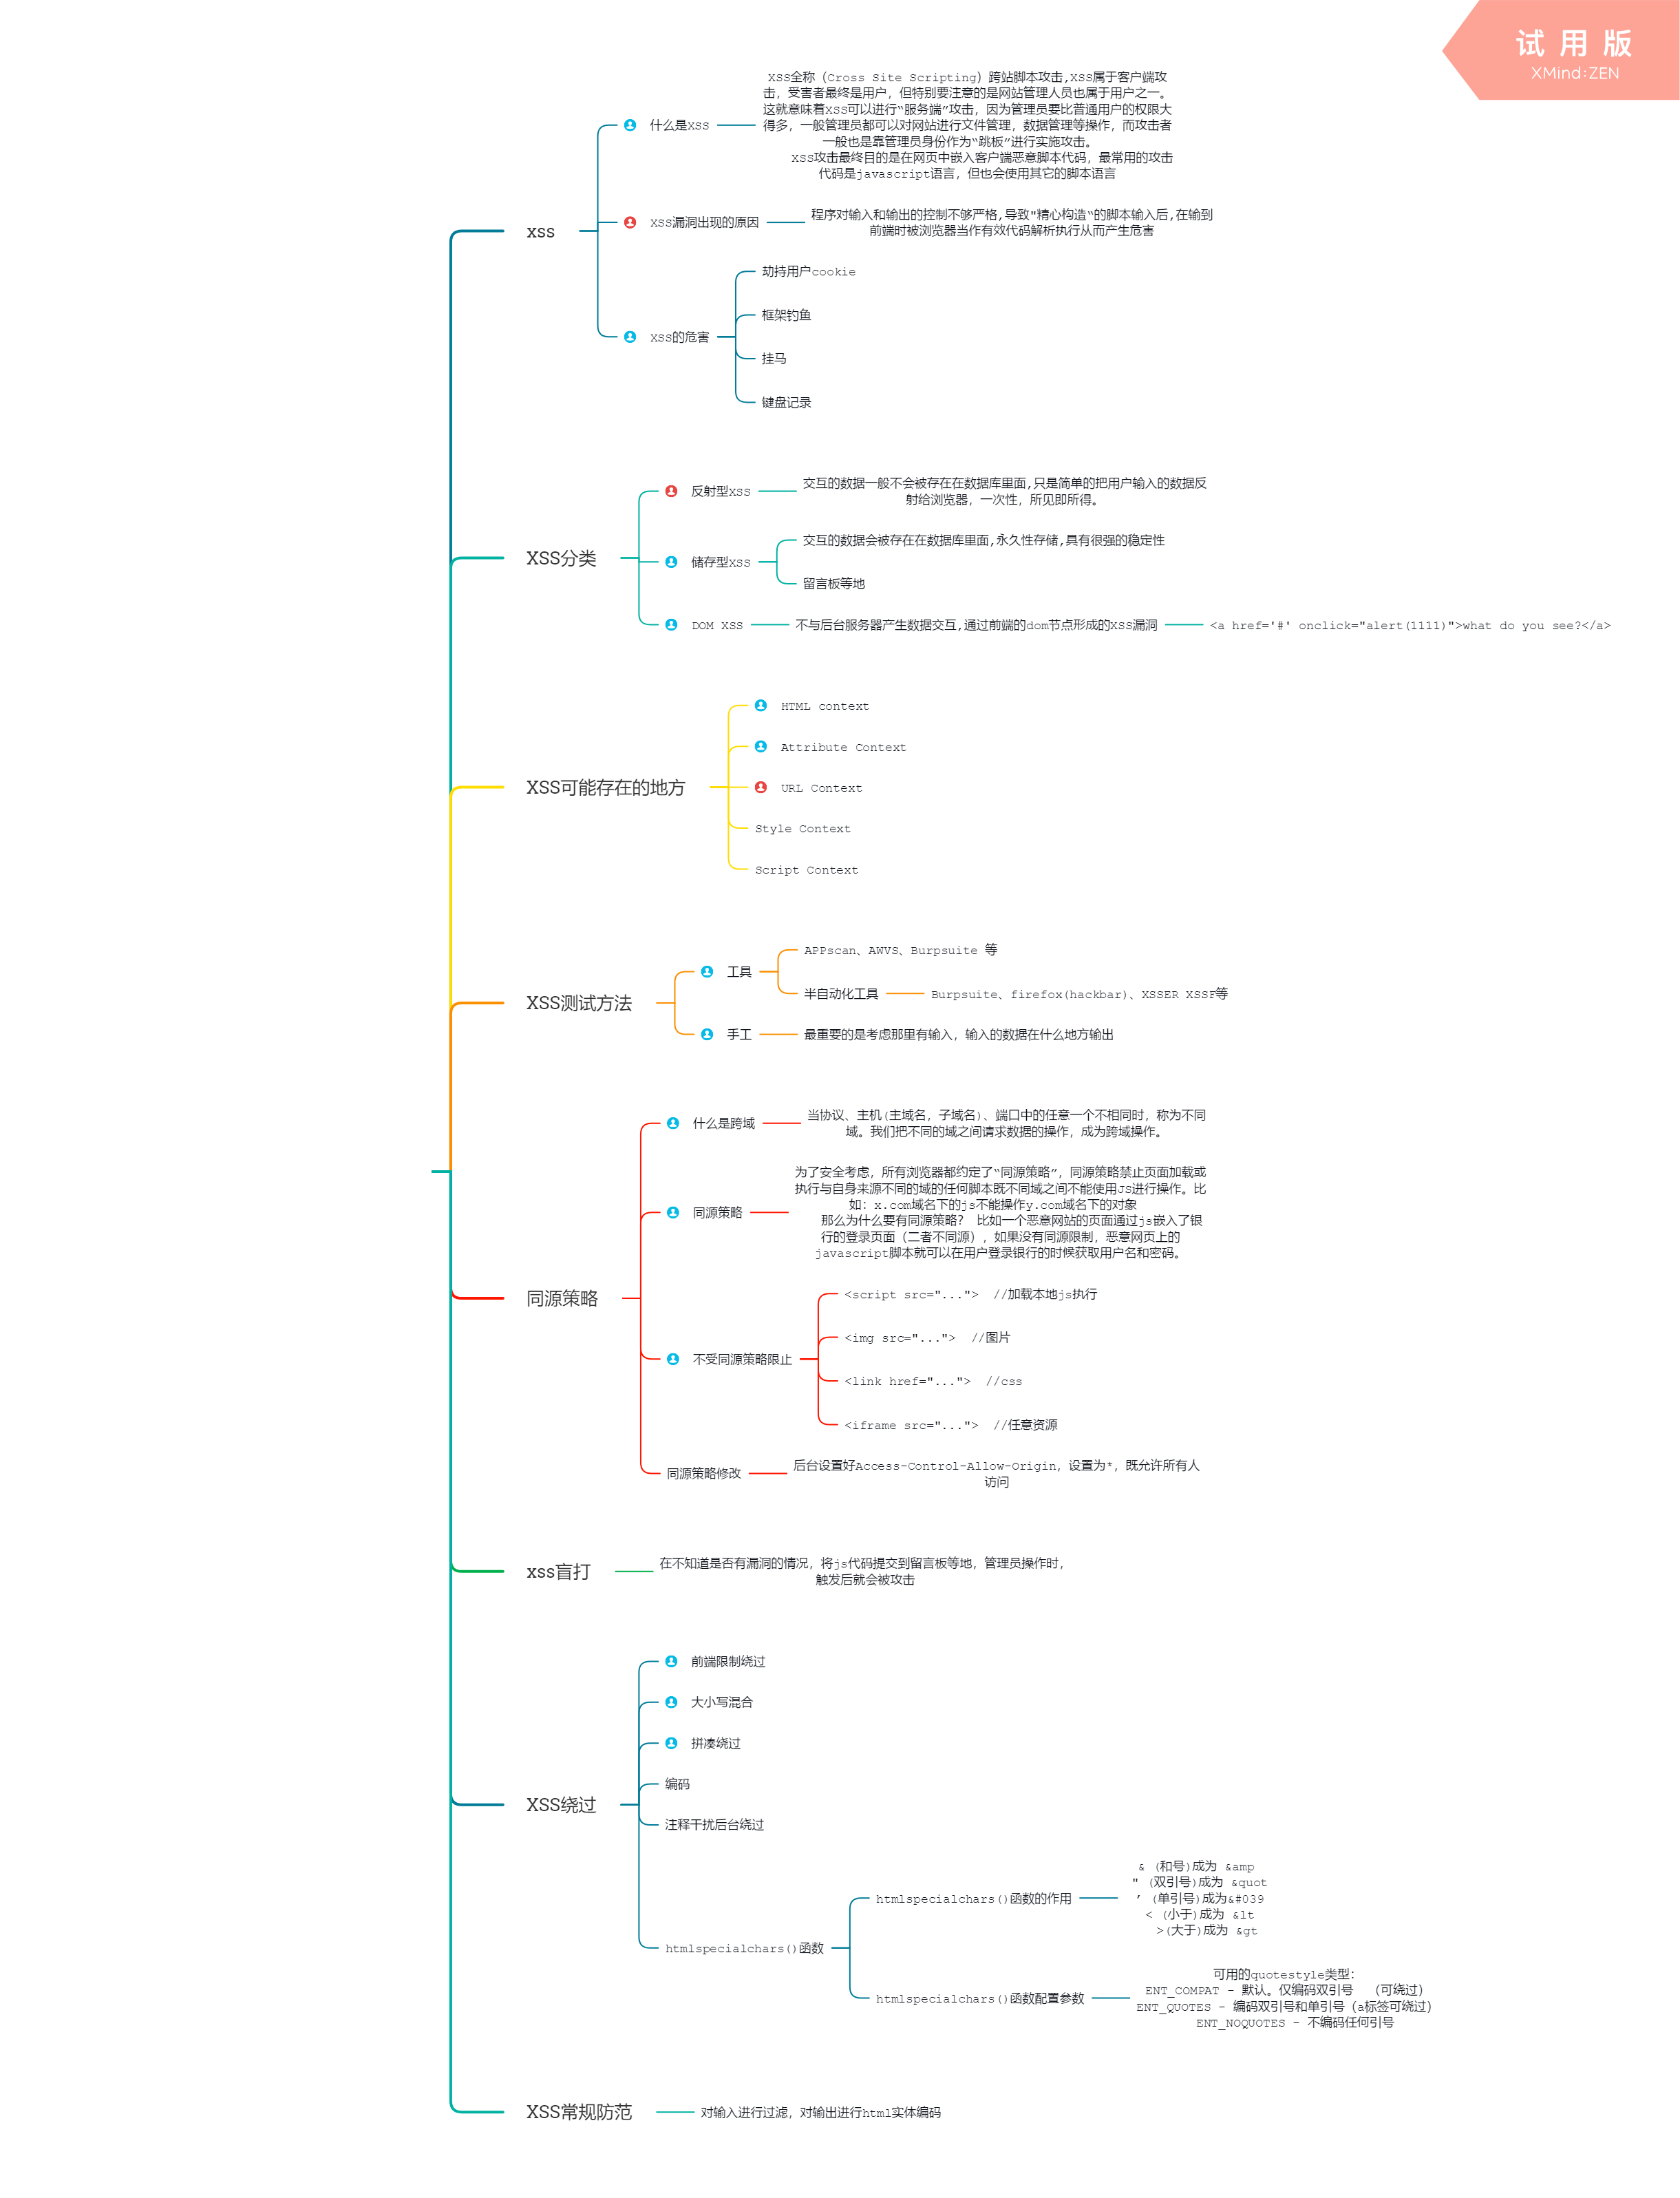 试用版
XMind:ZEN
xss
什么是XSS
XSS全称（Cross Site Scripting）跨站脚本攻击,XSS属于客户端攻
击，受害者最终是用户，但特别要注意的是网站管理人员也属于用户之一。
这就意味着XSS可以进行“服务端”攻击，因为管理员要比普通用户的权限大
得多，一般管理员都可以对网站进行文件管理，数据管理等操作，而攻击者
一般也是靠管理员身份作为“跳板”进行实施攻击。
XSS攻击最终目的是在网页中嵌入客户端恶意脚本代码，最常用的攻击
代码是javascript语言，但也会使用其它的脚本语言
XSS漏洞出现的原因
程序对输入和输出的控制不够严格,导致"精心构造“的脚本输入后,在输到
前端时被浏览器当作有效代码解析执行从而产生危害
XSS的危害
劫持用户cookie
框架钓鱼
挂马
键盘记录
XSS分类
反射型XSS
交互的数据一般不会被存在在数据库里面,只是简单的把用户输入的数据反
射给浏览器，一次性，所见即所得。
储存型XSS
交互的数据会被存在在数据库里面,永久性存储,具有很强的稳定性
留言板等地
DOM XSS
不与后台服务器产生数据交互,通过前端的dom节点形成的XSS漏洞
<a href='#' onclick="alert(1111)">what do you see?</a>
XSS可能存在的地方
HTML context
Attribute Context
URL Context
Style Context
Script Context
XSS测试方法
工具
APPscan、AWVS、Burpsuite 等
半自动化工具
Burpsuite、firefox(hackbar)、XSSER XSSF等
手工
最重要的是考虑那里有输入，输入的数据在什么地方输出
同源策略
什么是跨域
当协议、主机(主域名，子域名)、端口中的任意一个不相同时，称为不同
域。我们把不同的域之间请求数据的操作，成为跨域操作。
同源策略
为了安全考虑，所有浏览器都约定了“同源策略”，同源策略禁止页面加载或
执行与自身来源不同的域的任何脚本既不同域之间不能使用JS进行操作。比
如：x.com域名下的js不能操作y.com域名下的对象
那么为什么要有同源策略？ 比如一个恶意网站的页面通过js嵌入了银
行的登录页面（二者不同源），如果没有同源限制，恶意网页上的
javascript脚本就可以在用户登录银行的时候获取用户名和密码。
不受同源策略限止
<script src="...">  //加载本地js执行
<img src="...">  //图片
<link href="...">  //css
<iframe src="...">  //任意资源
同源策略修改
后台设置好Access-Control-Allow-Origin，设置为*，既允许所有人
访问
xss盲打
在不知道是否有漏洞的情况，将js代码提交到留言板等地，管理员操作时，
触发后就会被攻击
XSS绕过
前端限制绕过
大小写混合
拼凑绕过
编码
注释干扰后台绕过
htmlspecialchars()函数
htmlspecialchars()函数的作用
& (和号)成为 &amp
" (双引号)成为 &quot
’ (单引号)成为&#039
< (小于)成为 &lt
>(大于)成为 &gt
htmlspecialchars()函数配置参数
可用的quotestyle类型：
ENT_COMPAT - 默认。仅编码双引号  （可绕过）
ENT_QUOTES - 编码双引号和单引号（a标签可绕过）
ENT_NOQUOTES - 不编码任何引号
XSS常规防范
对输入进行过滤，对输出进行html实体编码